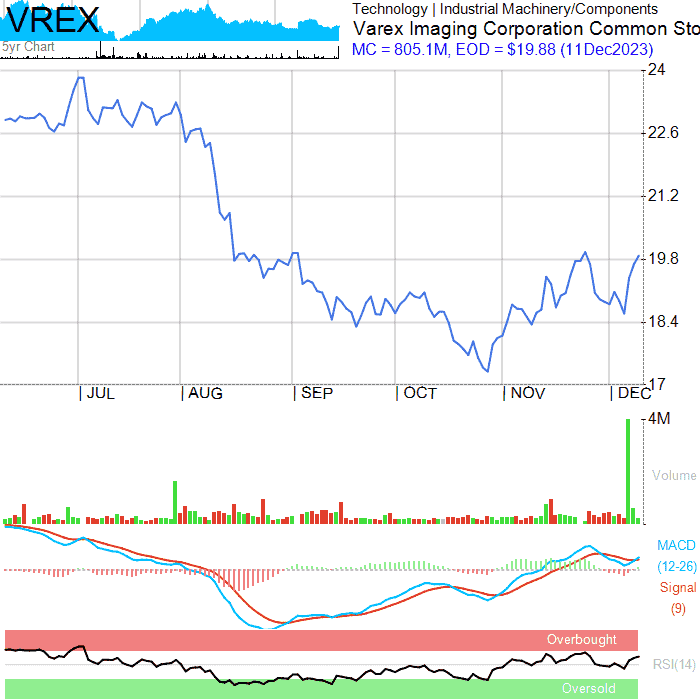 VREX
Technology | Industrial Machinery/Components
Varex Imaging Corporation Common Sto
5yr Chart
MC = 805.1M, EOD = $19.88 (11Dec2023)
24
22.6
21.2
19.8
18.4
17
| JUL | AUG | SEP | OCT | NOV | DEC
4M
Volume
MACD
(12-26)
Signal
(9)
Overbought
RSI(14)
Oversold